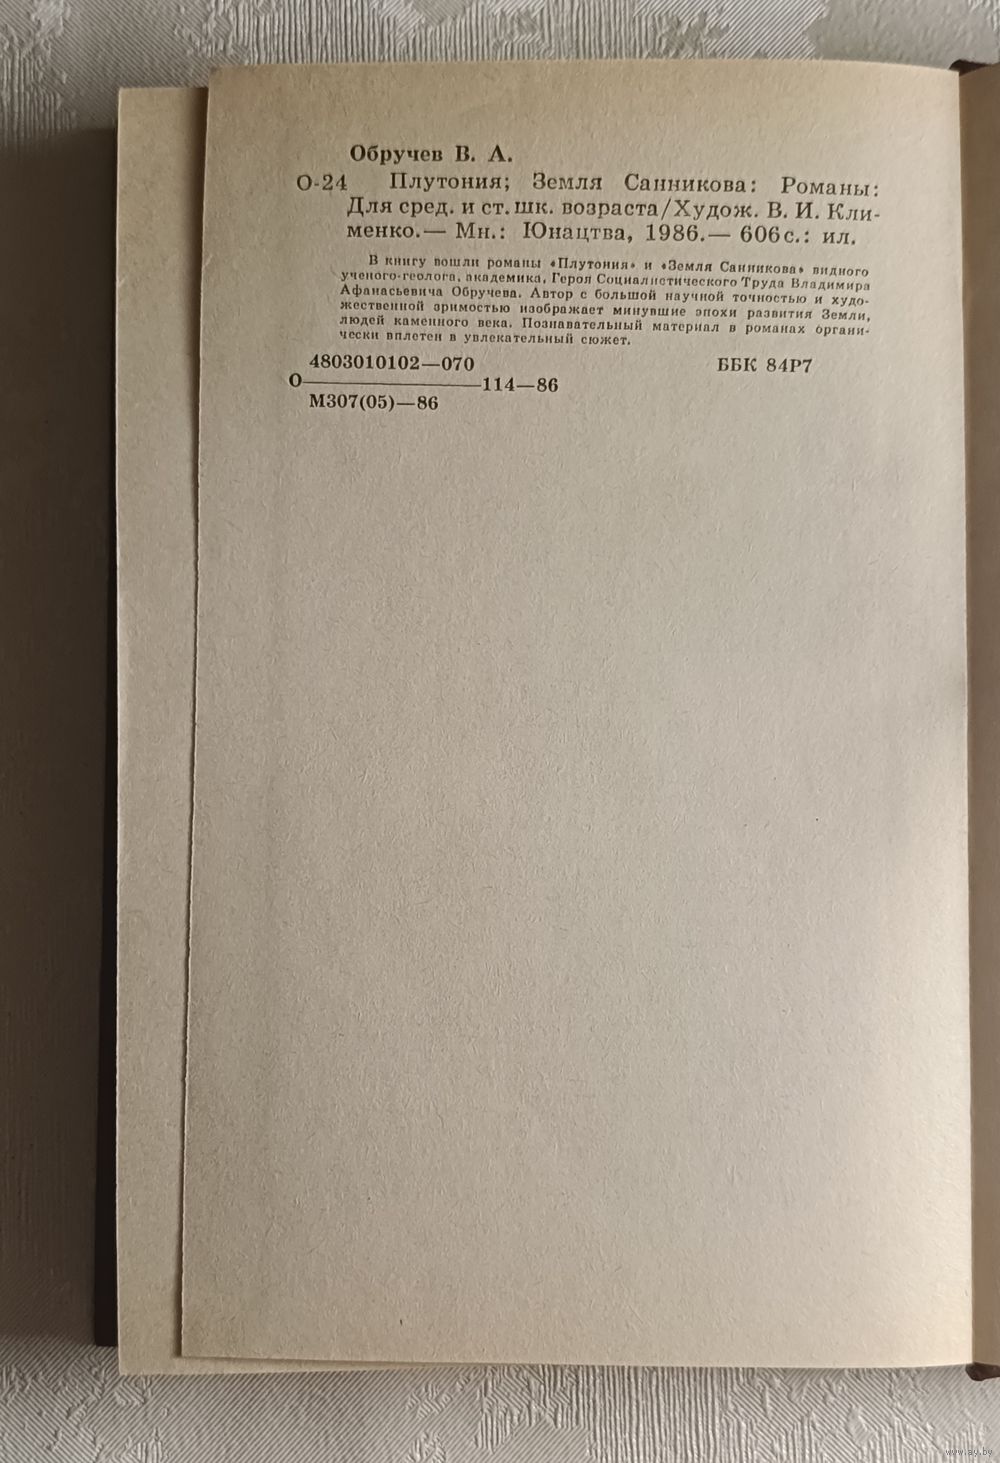 Обручев В. А.
О-24 Плутония; Земля Санникова: Романы:
Для сред. и ст. шк. возраста/Худож. В. И. Кли-
менко.— Мн.: Юнацтва, 1986.— 606 с.: ил.
В книгу вошли романы «Плутония» и «Земля Санникова» видного
ученого-геолога, академика, Героя Социалистического Труда Владимира
Афанасьевича Обручева. Автор с большой научной точностью и худо-
жественной зримостью изображает минувшие эпохи развития Земли,
людей каменного века. Познавательный материал в романах органи-
чески вплетен в увлекательный сюжет.
4803010102—070 ББК 84Р7
О—114—86
М307(05)—86
www.ay.by